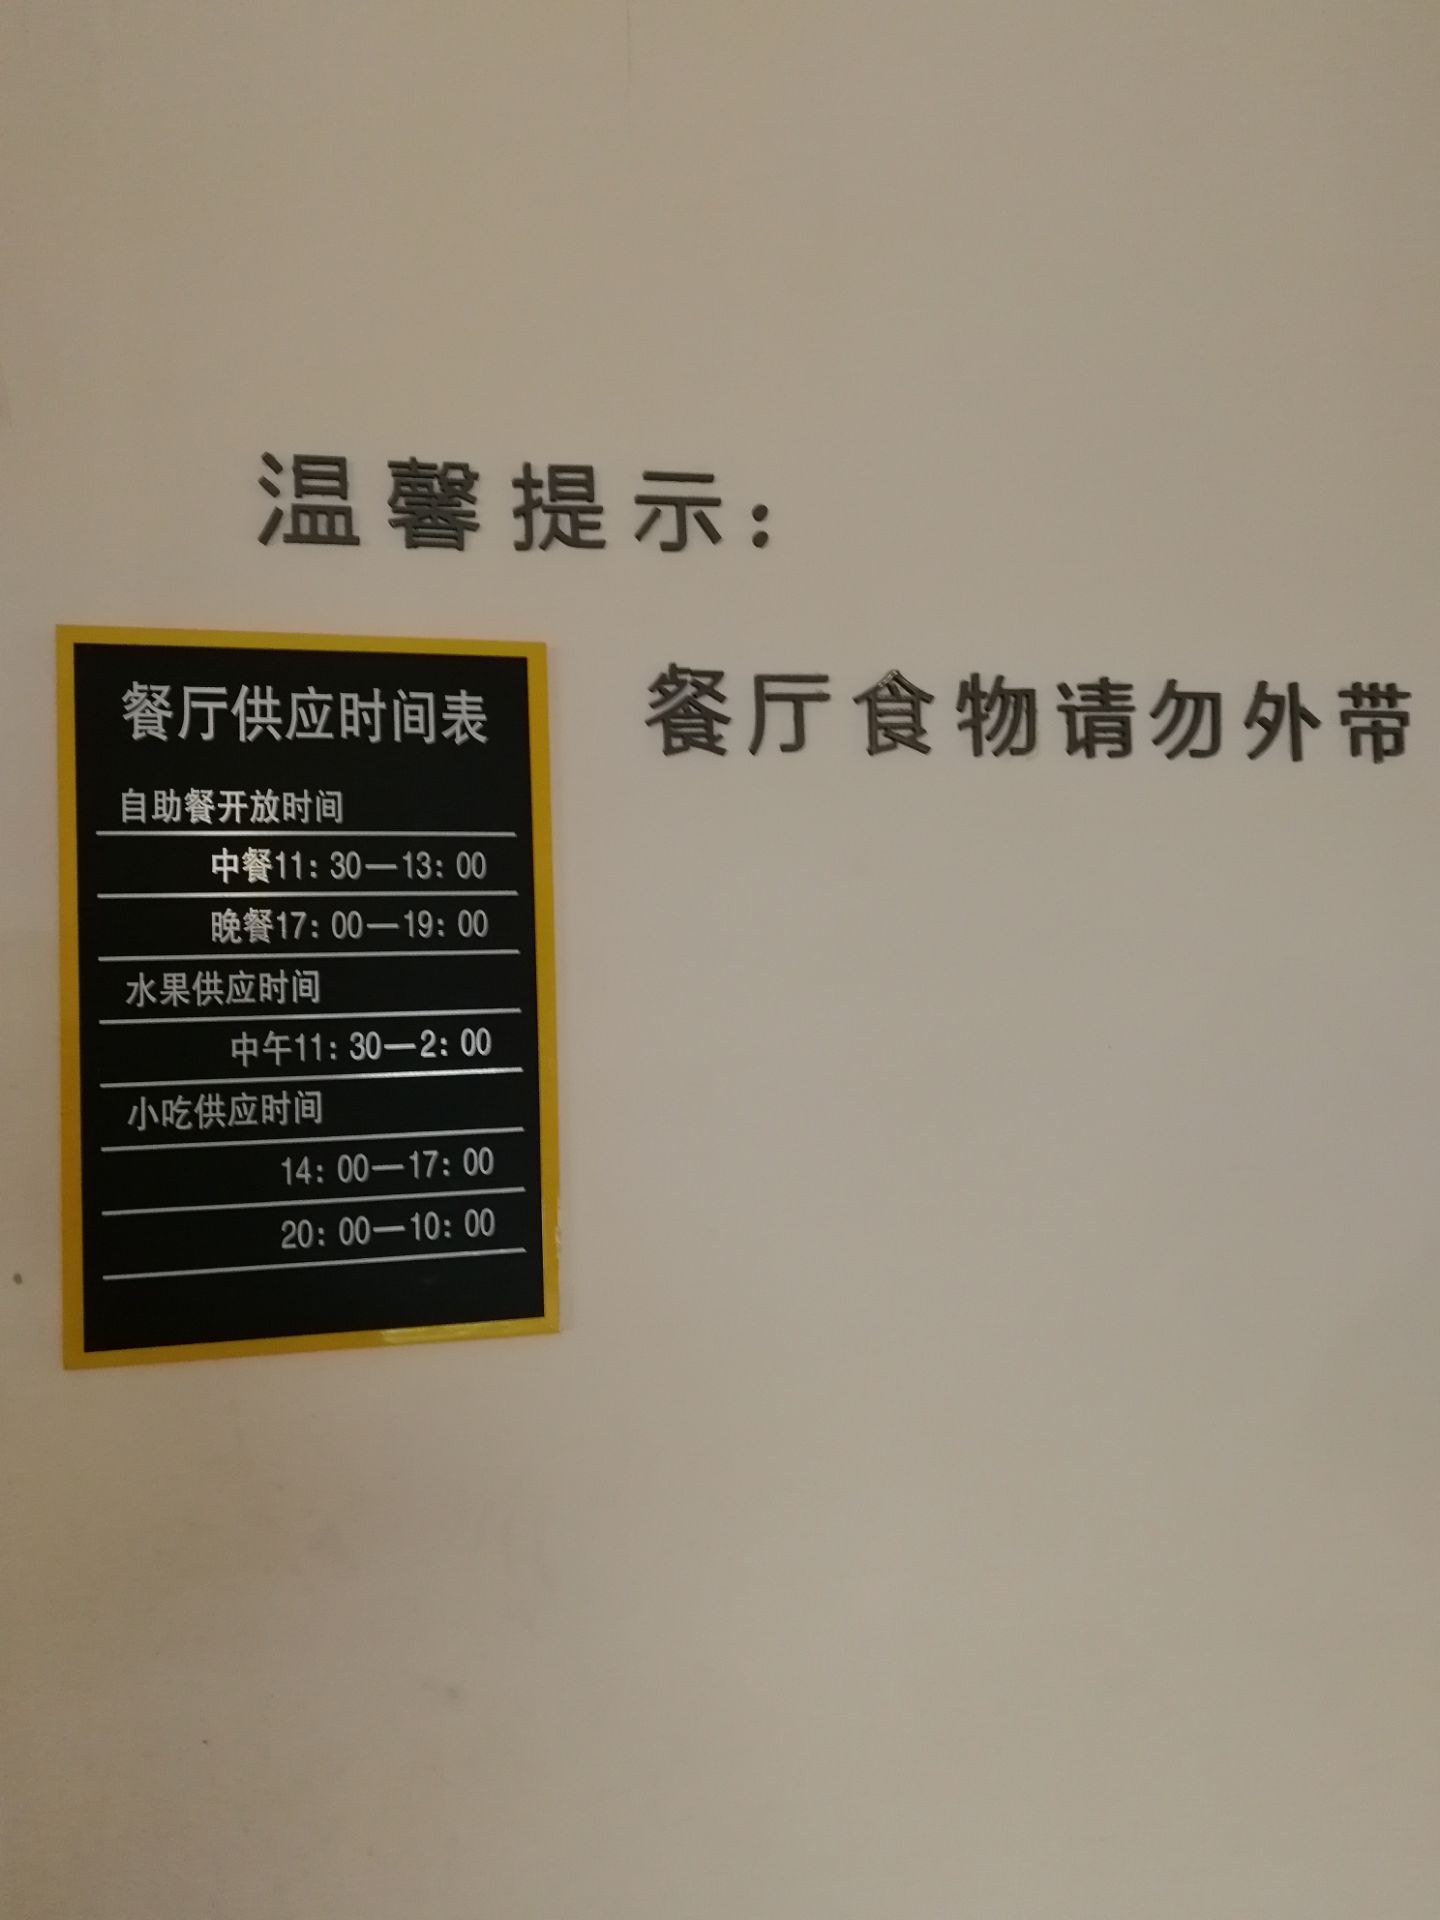 温馨提示：
餐厅食物请勿外带
餐厅供应时间表
自助餐开放时间
中餐11：30—13：00
晚餐17：00—19：00
水果供应时间
中午11：30—2：00
小吃供应时间
14：00—17：00
20：00—10：00